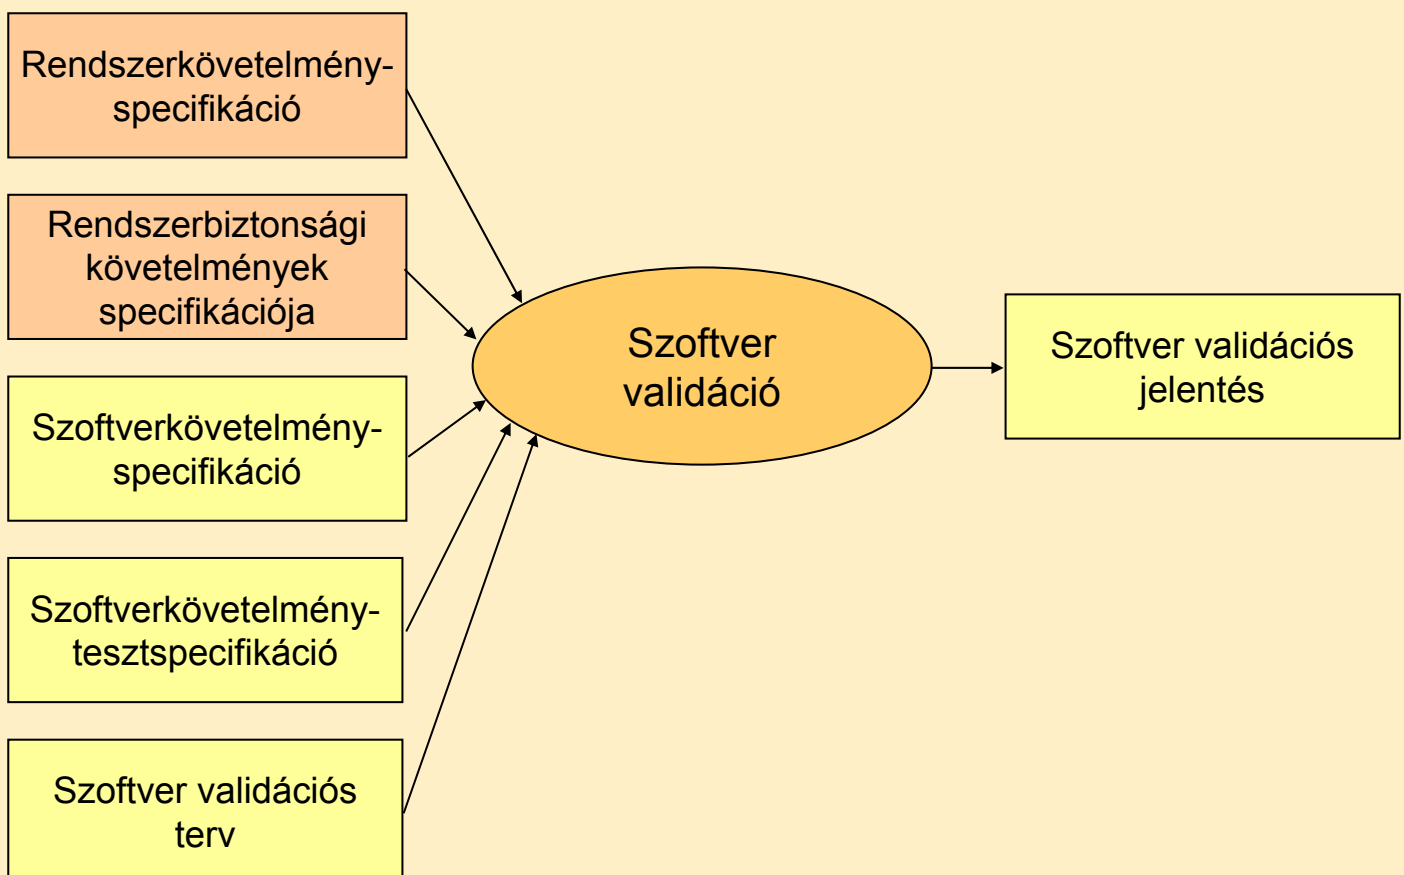 Rendszerkövetelmény-
specifikáció
Rendszerbiztonsági
követelmények
specifikációja
Szoftverkövetelmény-
specifikáció
Szoftverkövetelmény-
tesztspecifikáció
Szoftver validációs
terv
Szoftver
validáció
Szoftver validációs
jelentés